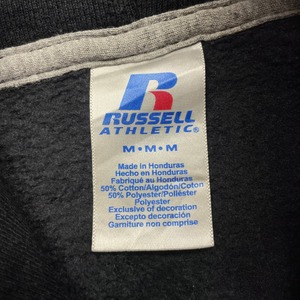 R
RUSSELL
ATHLETIC®
M • M • M
Made in Honduras
Hecho en Honduras
Fabriqué au Honduras
50% Cotton/Algodón/Coton
50% Polyester/Poliéster
Polyester
Exclusive of decoration
Excepto decoración
Garniture non comprise